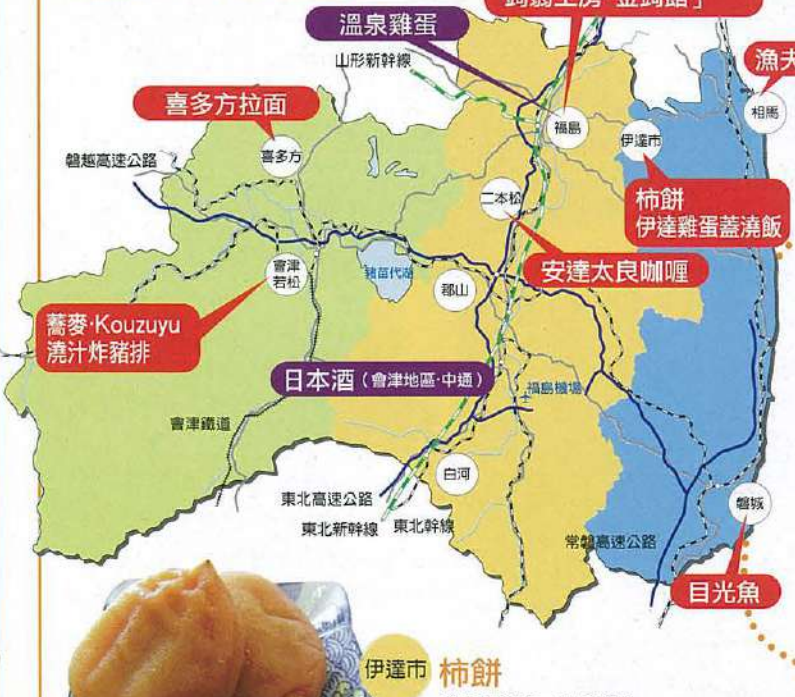 溫泉雞蛋
山形新幹線
漁夫
喜多方拉面
相馬
福島
伊達市
磐越高速公路
喜多方
柿餅
伊達雞蛋蓋澆飯
二本松
安達太良咖喱
會津
若松
豬苗代湖
郡山
蕎麥·Kouzuyu
澆汁炸豬排
日本酒(會津地區·中通)
福島機場
會津鐵道
白河
東北高速公路
東北新幹線
東北幹線
磐城
常磐高速公路
目光魚
伊達市 柿餅